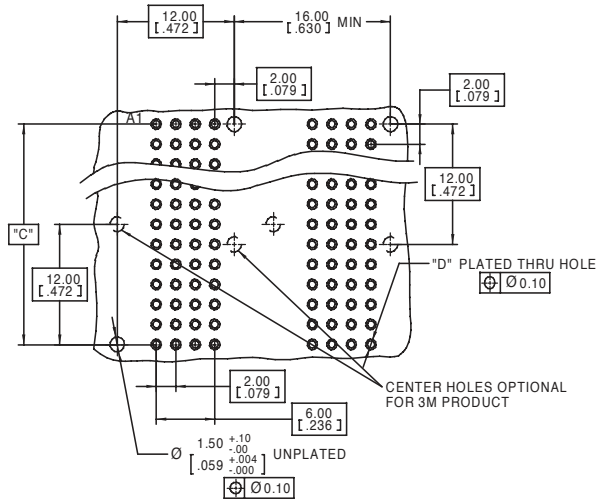 12.00
[.472]
16.00
[.630] MIN
2.00
[.079]
2.00
[.079]
A1
12.00
[.472]
"C"
12.00
[.472]
"D" PLATED THRU HOLE
⌖ Ø 0.10
2.00
[.079]
CENTER HOLES OPTIONAL
FOR 3M PRODUCT
6.00
[.236]
Ø 1.50 +.10 -.00
[.059 +.004 -.000] UNPLATED
⌖ Ø 0.10